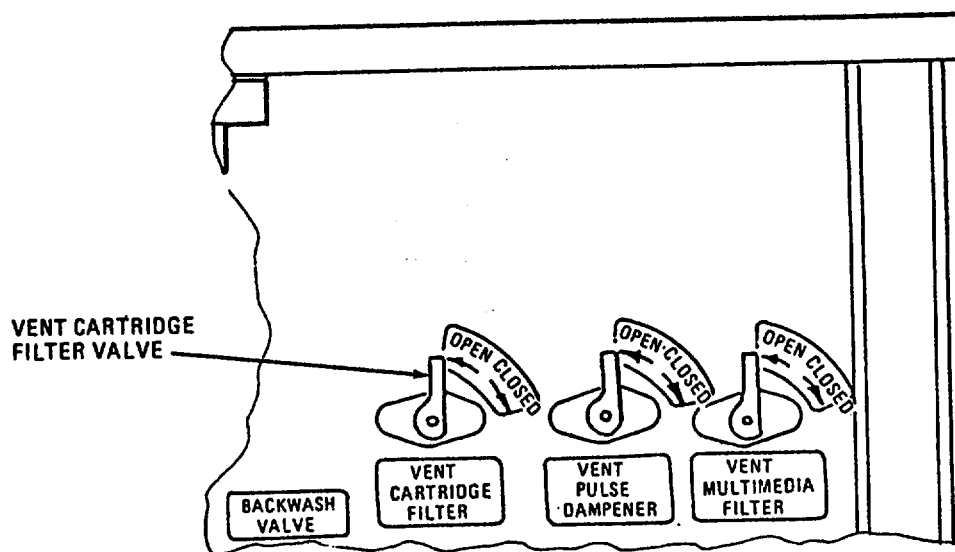 VENT CARTRIDGE
FILTER VALVE
OPEN CLOSED
OPEN·CLOSED
OPEN CLOSED
BACKWASH
VALVE
VENT
CARTRIDGE
FILTER
VENT
PULSE
DAMPENER
VENT
MULTIMEDIA
FILTER